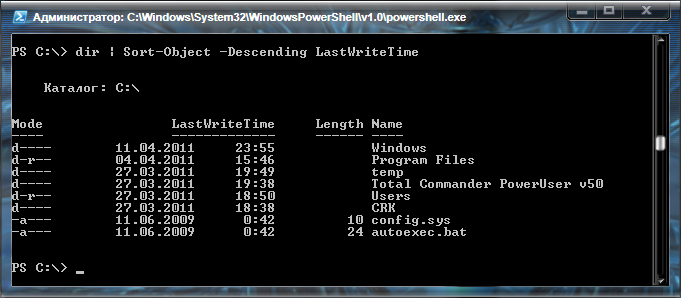 Администратор: C:\Windows\System32\WindowsPowerShell\v1.0\powershell.exe
PS C:\> dir | Sort-Object -Descending LastWriteTime
Каталог: C:\
Mode LastWriteTime Length Name
---- ------------- ------ ----
d---- 11.04.2011 23:55 Windows
d-r-- 04.04.2011 15:46 Program Files
d---- 27.03.2011 19:49 temp
d---- 27.03.2011 19:38 Total Commander PowerUser v50
d-r-- 27.03.2011 18:50 Users
d---- 27.03.2011 18:38 CRK
-a--- 11.06.2009 0:42 10 config.sys
-a--- 11.06.2009 0:42 24 autoexec.bat
PS C:\> _